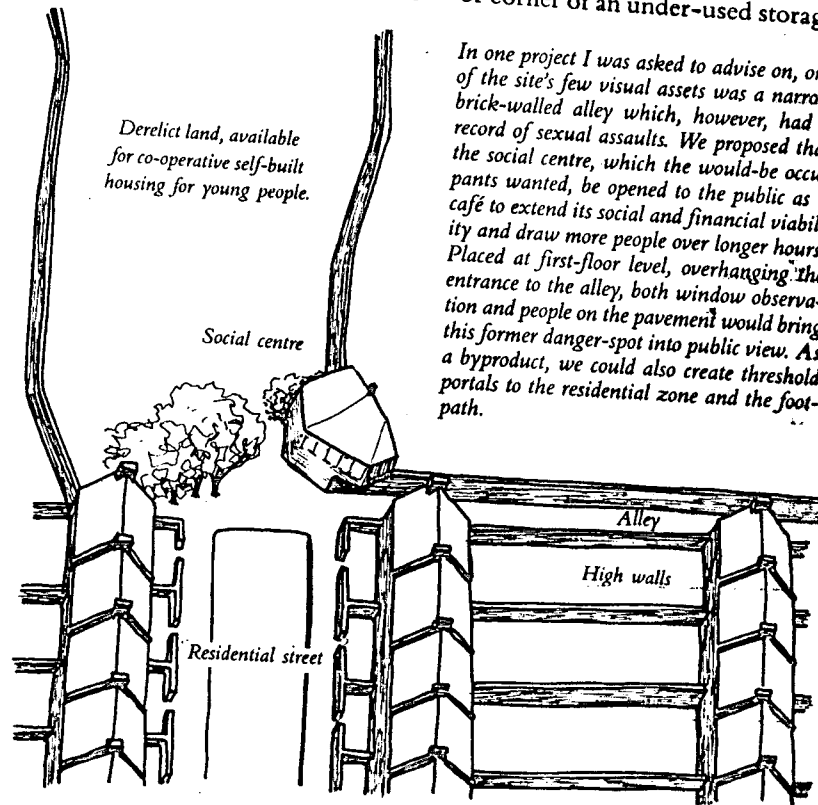 or corner of an under-used storag
In one project I was asked to advise on, on
of the site's few visual assets was a narro
brick-walled alley which, however, had
record of sexual assaults. We proposed tha
the social centre, which the would-be occu
pants wanted, be opened to the public as
café to extend its social and financial viabil
ity and draw more people over longer hours.
Placed at first-floor level, overhanging the
entrance to the alley, both window observa-
tion and people on the pavement would bring
this former danger-spot into public view. As
a byproduct, we could also create threshold
portals to the residential zone and the foot-
path.
Derelict land, available
for co-operative self-built
housing for young people.
Social centre
Alley
High walls
Residential street